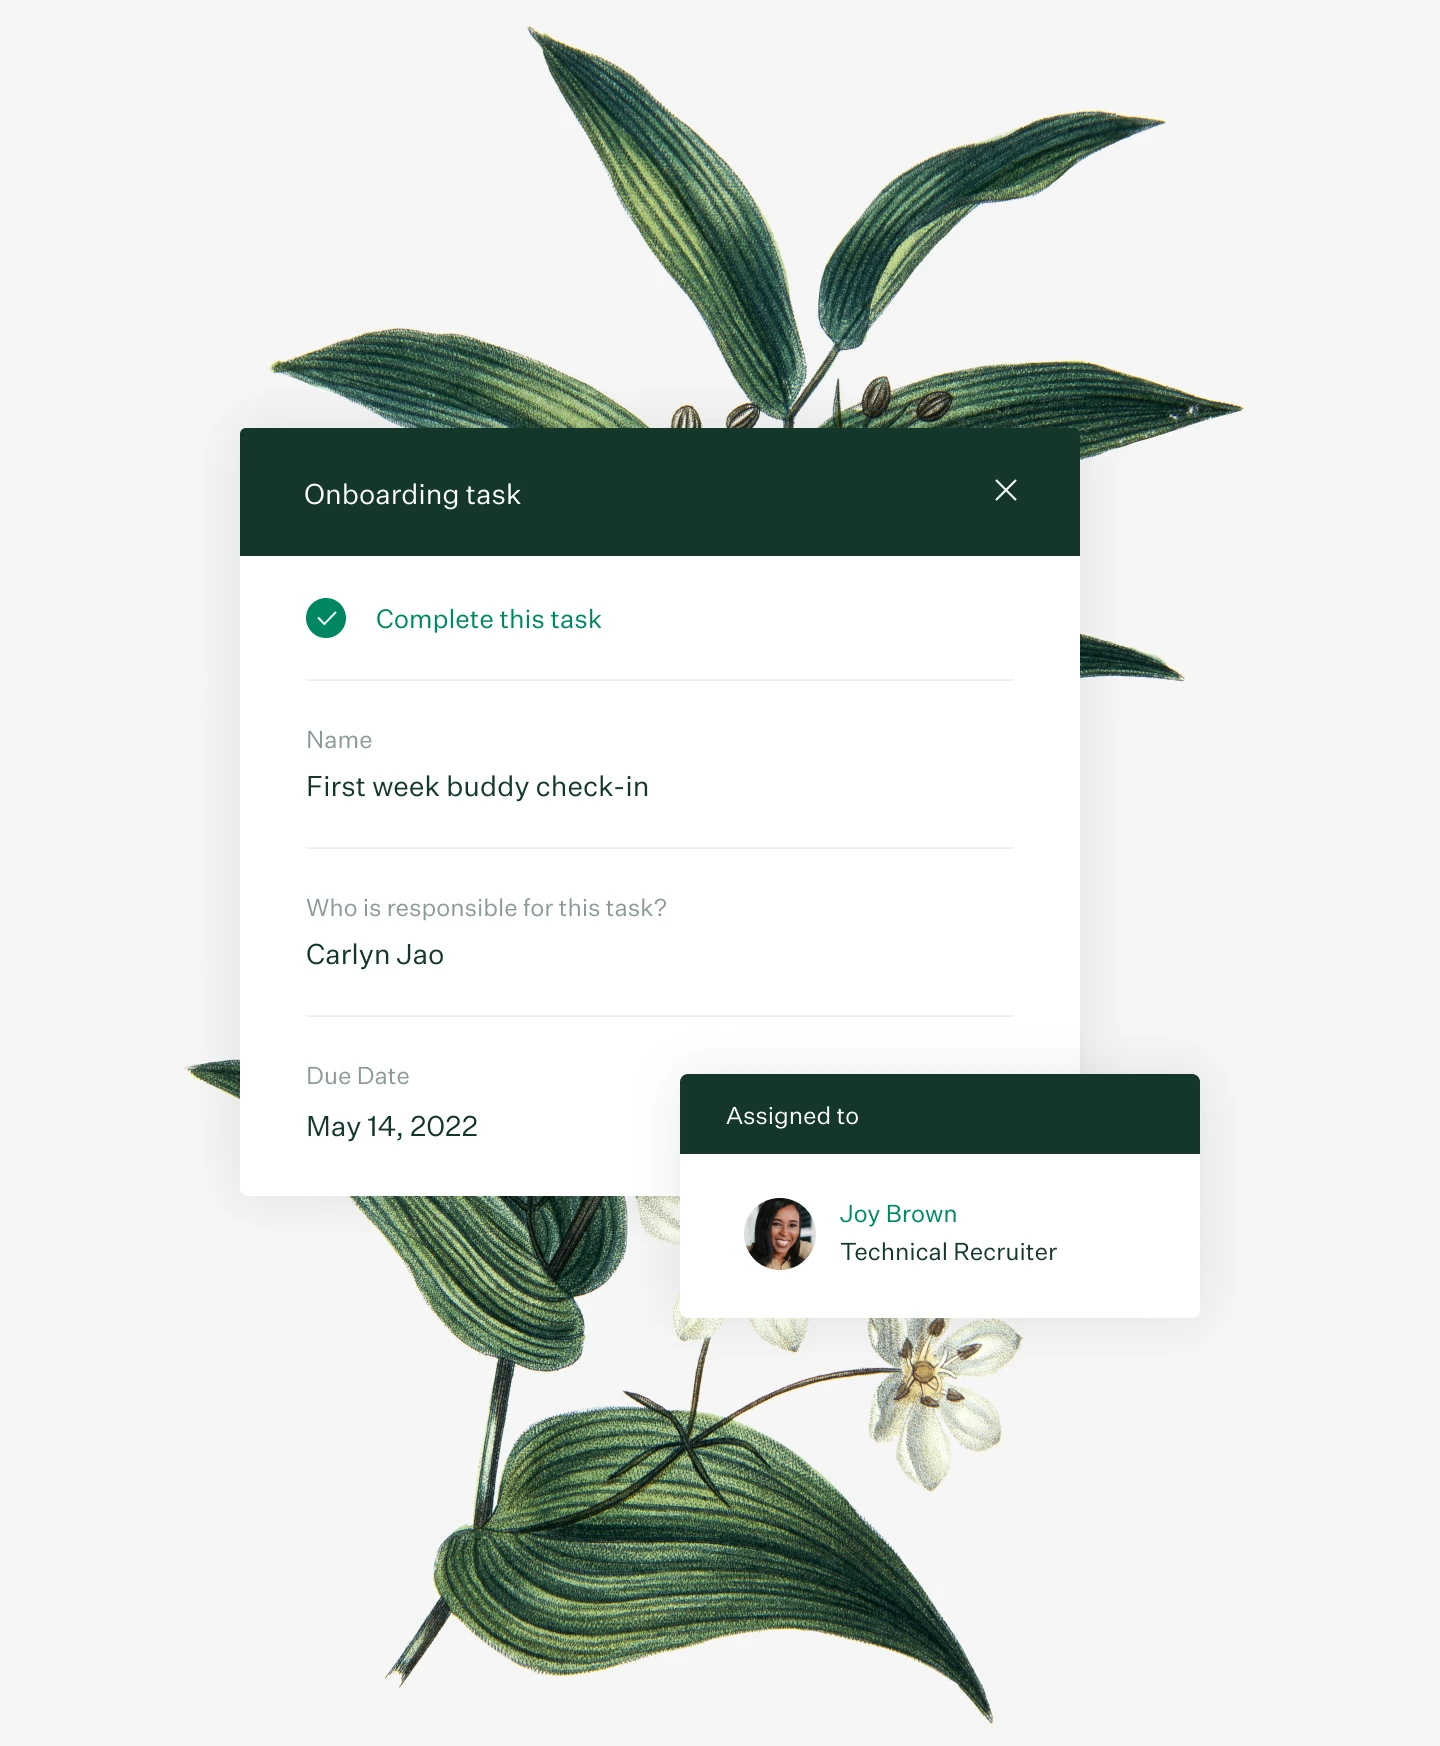 Onboarding task
Complete this task
Name
First week buddy check-in
Who is responsible for this task?
Carlyn Jao
Due Date
May 14, 2022
Assigned to
Joy Brown
Technical Recruiter